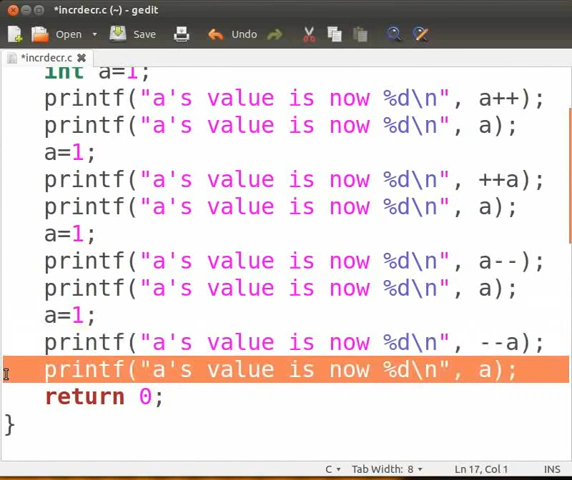 *incrdecr.c (~) - gedit
Open Save Undo
*incrdecr.c
int a=1;
printf("a's value is now %d\n", a++);
printf("a's value is now %d\n", a);
a=1;
printf("a's value is now %d\n", ++a);
printf("a's value is now %d\n", a);
a=1;
printf("a's value is now %d\n", a--);
printf("a's value is now %d\n", a);
a=1;
printf("a's value is now %d\n", --a);
printf("a's value is now %d\n", a);
return 0;
}
C Tab Width: 8 Ln 17, Col 1 INS